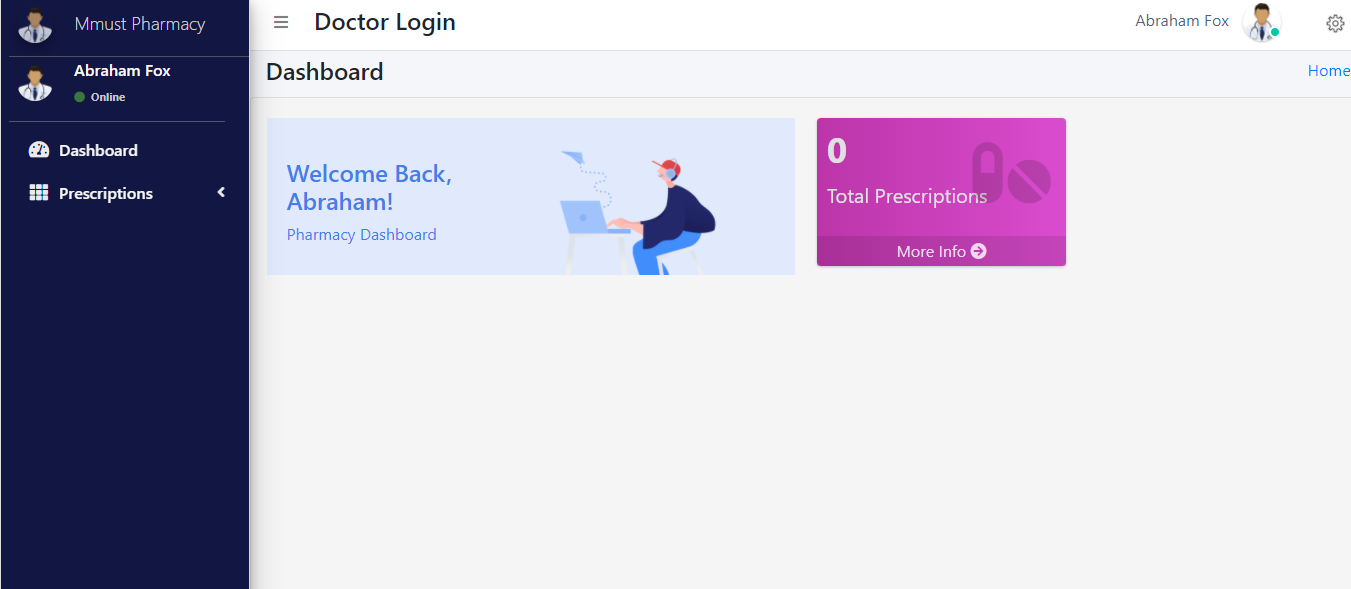 Mmust Pharmacy
Abraham Fox
Online
Dashboard
Prescriptions
Doctor Login
Abraham Fox
Dashboard
Home
Welcome Back,
Abraham!
Pharmacy Dashboard
0
Total Prescriptions
More Info